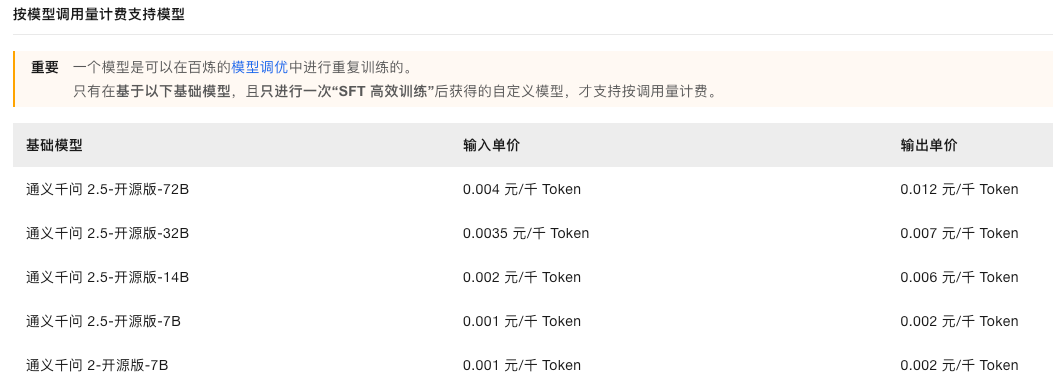 按模型调用量计费支持模型
重要 一个模型是可以在百炼的模型调优中进行重复训练的。
只有在基于以下基础模型，且只进行一次“SFT 高效训练”后获得的自定义模型，才支持按调用量计费。
基础模型 输入单价 输出单价
通义千问 2.5-开源版-72B 0.004 元/千 Token 0.012 元/千 Token
通义千问 2.5-开源版-32B 0.0035 元/千 Token 0.007 元/千 Token
通义千问 2.5-开源版-14B 0.002 元/千 Token 0.006 元/千 Token
通义千问 2.5-开源版-7B 0.001 元/千 Token 0.002 元/千 Token
通义千问 2-开源版-7B 0.001 元/千 Token 0.002 元/千 Token